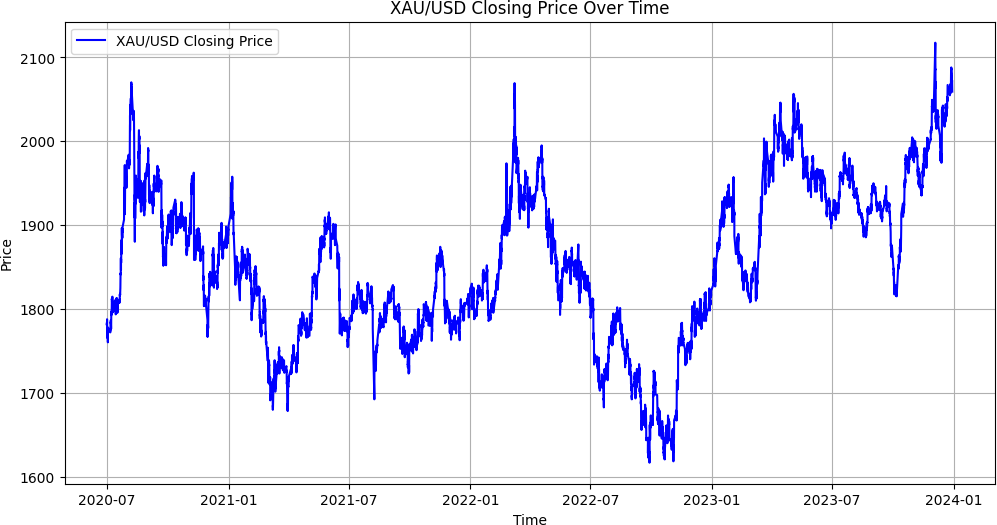 XAU/USD Closing Price Over Time
XAU/USD Closing Price
2100
2000
1900
1800
1700
1600
Price
2020-07 2021-01 2021-07 2022-01 2022-07 2023-01 2023-07 2024-01
Time